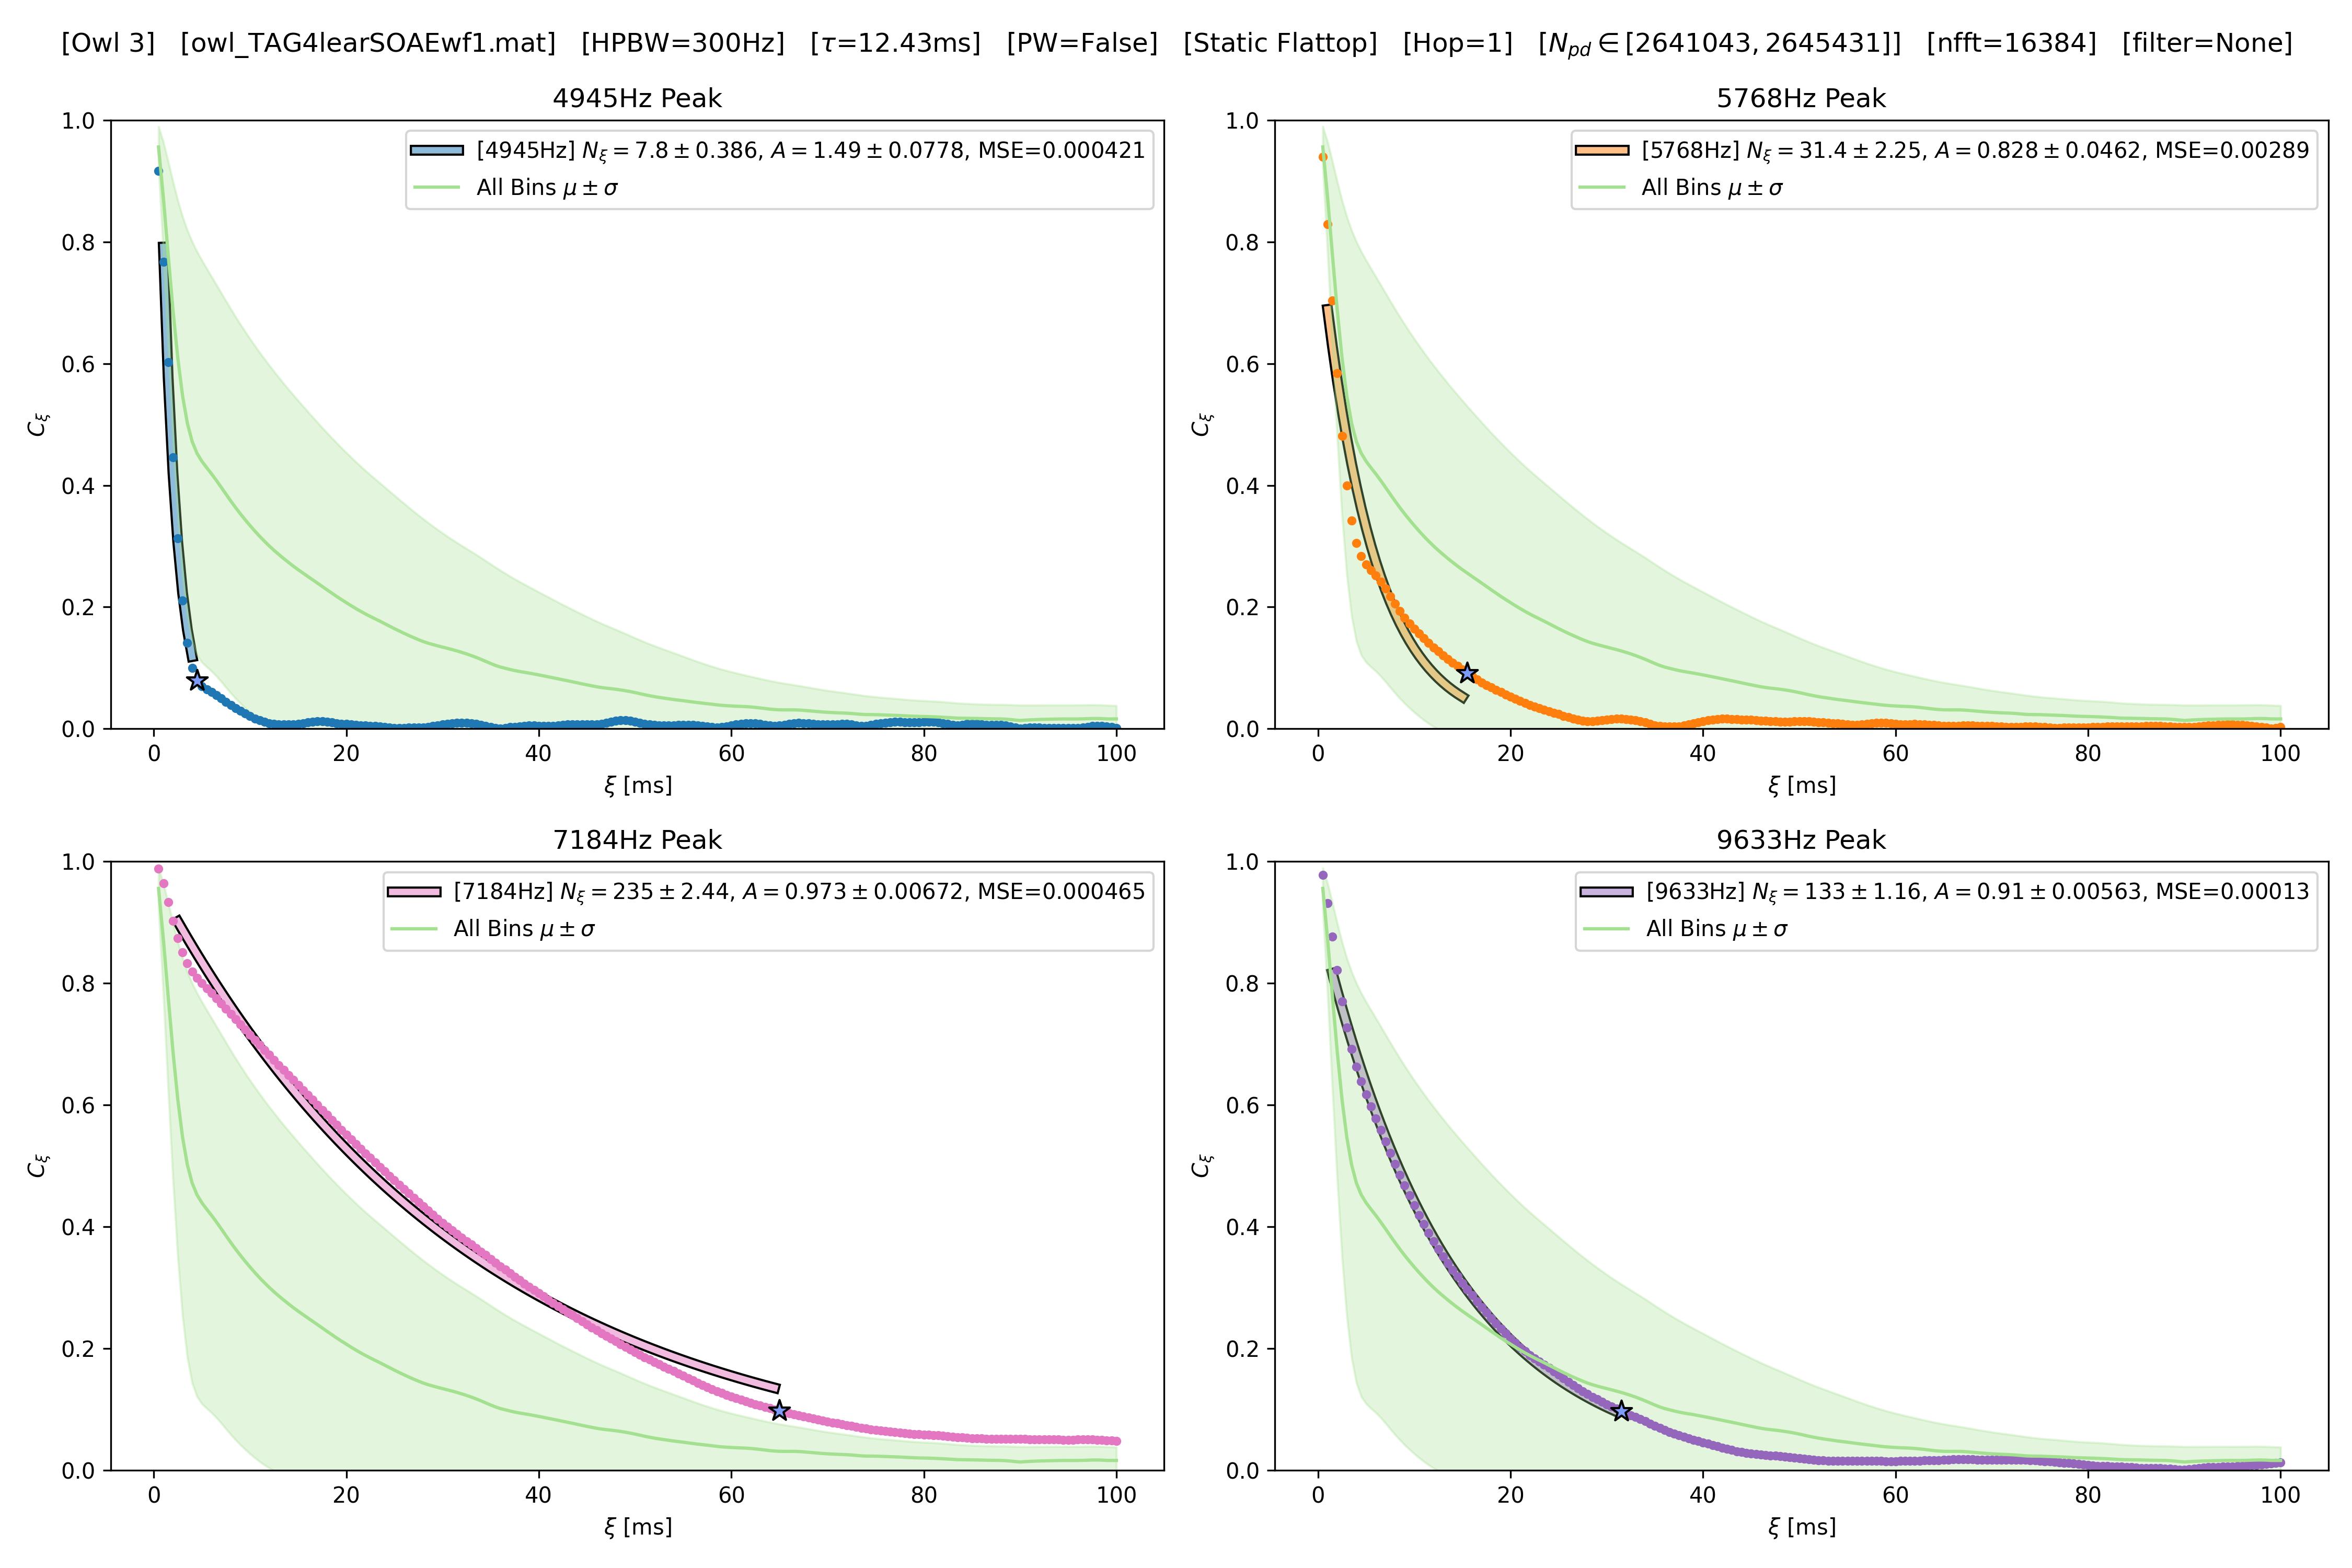 [Owl 3] [owl_TAG4learSOAEwf1.mat] [HPBW=300Hz] [τ=12.43ms] [PW=False] [Static Flattop] [Hop=1] [N_pd ∈ [2641043, 2645431]] [nfft=16384] [filter=None]
4945Hz Peak
[4945Hz] N_ξ = 7.8 ± 0.386, A = 1.49 ± 0.0778, MSE=0.000421
All Bins μ ± σ
1.0
0.8
0.6
0.4
0.2
0.0
C_ξ
0 20 40 60 80 100
ξ [ms]
5768Hz Peak
[5768Hz] N_ξ = 31.4 ± 2.25, A = 0.828 ± 0.0462, MSE=0.00289
All Bins μ ± σ
1.0
0.8
0.6
0.4
0.2
0.0
C_ξ
0 20 40 60 80 100
ξ [ms]
7184Hz Peak
[7184Hz] N_ξ = 235 ± 2.44, A = 0.973 ± 0.00672, MSE=0.000465
All Bins μ ± σ
1.0
0.8
0.6
0.4
0.2
0.0
C_ξ
0 20 40 60 80 100
ξ [ms]
9633Hz Peak
[9633Hz] N_ξ = 133 ± 1.16, A = 0.91 ± 0.00563, MSE=0.00013
All Bins μ ± σ
1.0
0.8
0.6
0.4
0.2
0.0
C_ξ
0 20 40 60 80 100
ξ [ms]